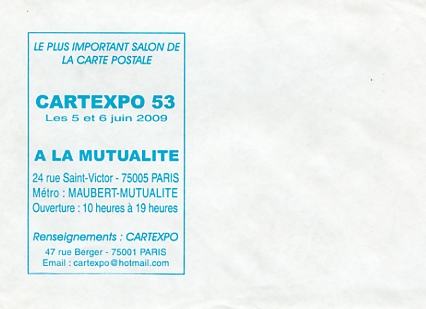 LE PLUS IMPORTANT SALON DE
LA CARTE POSTALE
CARTEXPO 53
Les 5 et 6 juin 2009
A LA MUTUALITE
24 rue Saint-Victor - 75005 PARIS
Métro : MAUBERT-MUTUALITE
Ouverture : 10 heures à 19 heures
Renseignements : CARTEXPO
47 rue Berger - 75001 PARIS
Email : cartexpo@hotmail.com